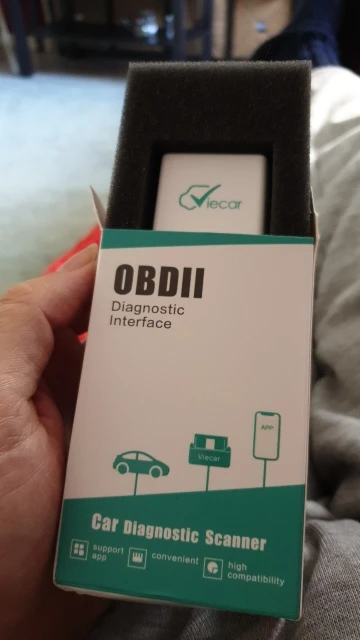 Viecar
OBDII
Diagnostic
Interface
APP
Viecar
Car Diagnostic Scanner
support
app
convenient
high
compatibility